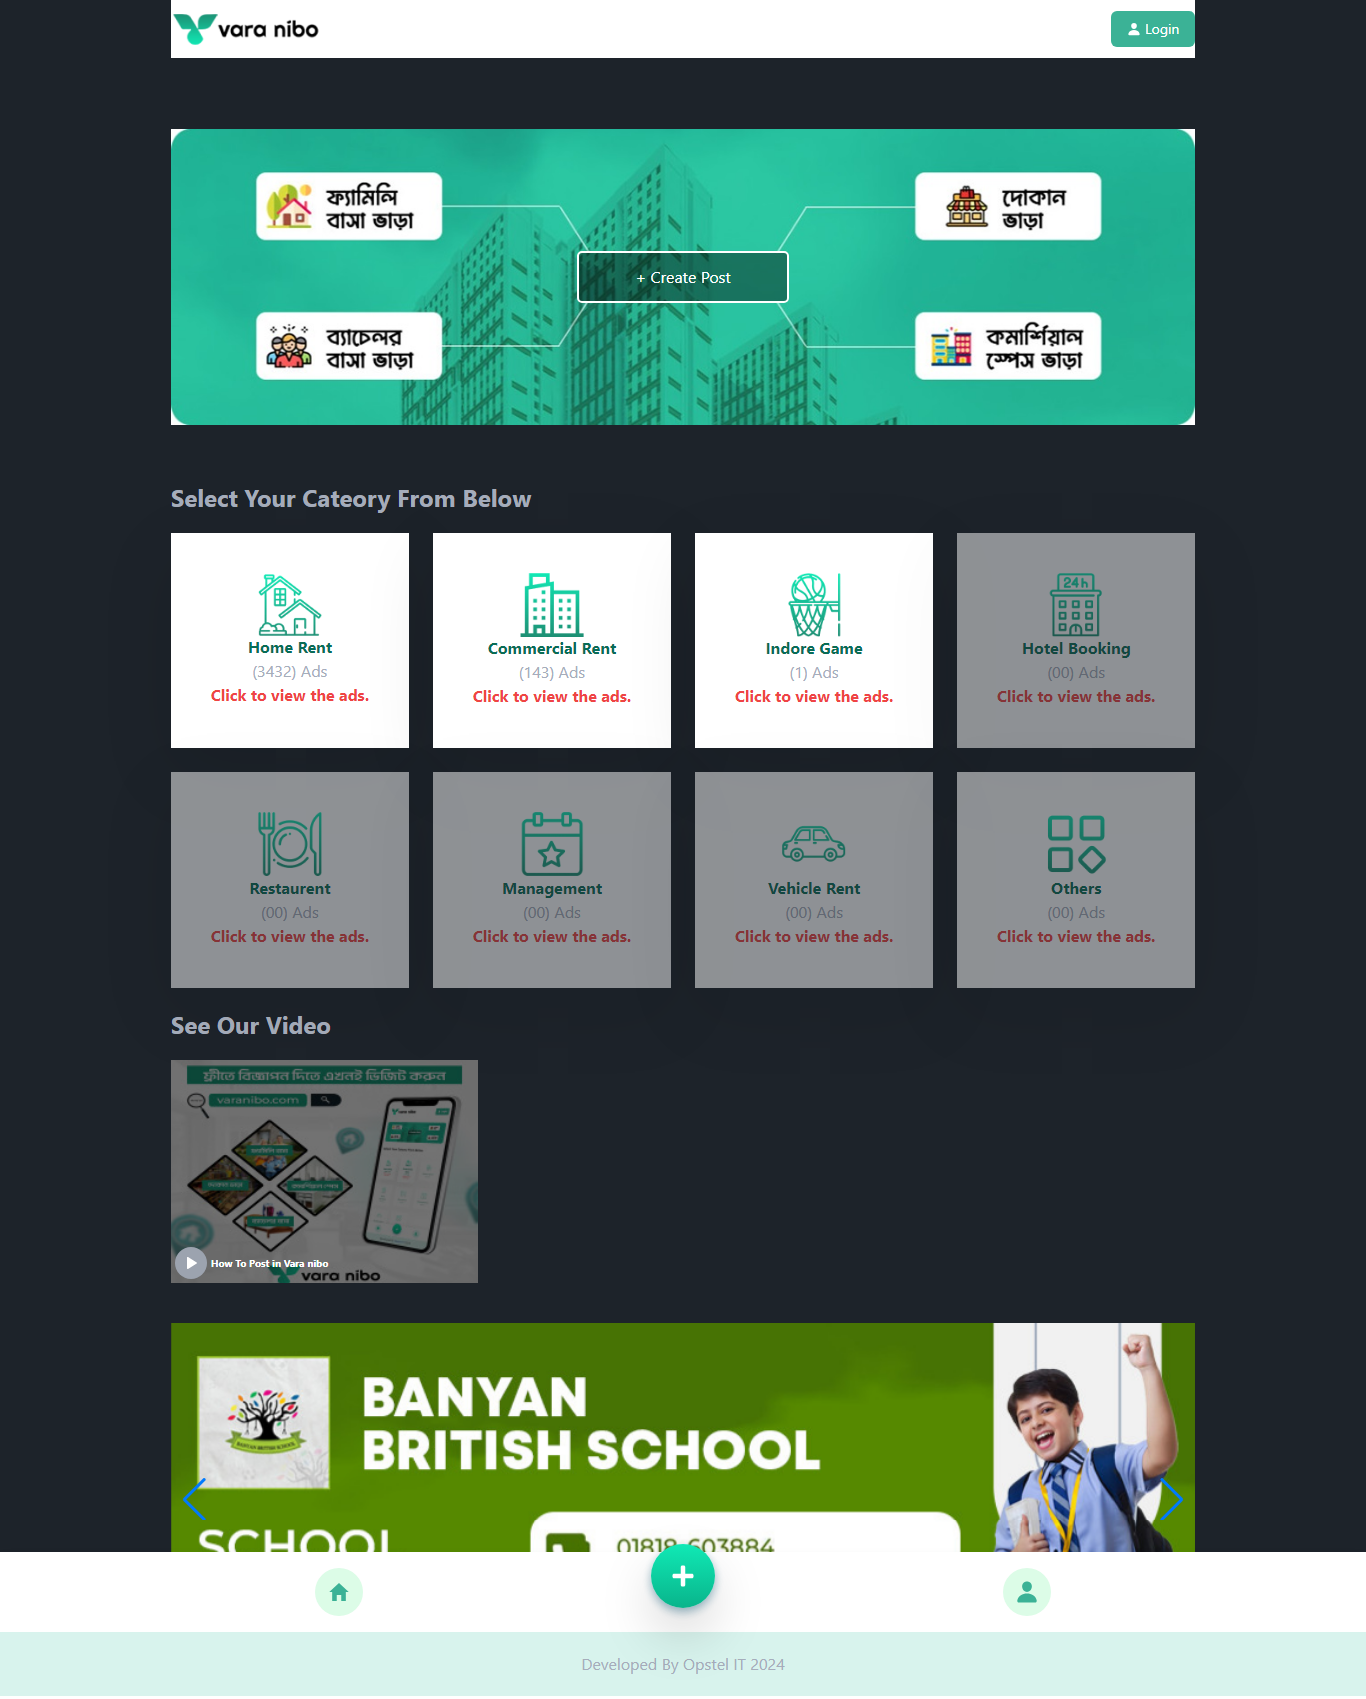 vara nibo
Login
ফ্যামিলি
বাসা ভাড়া
দোকান
ভাড়া
+ Create Post
ব্যাচেলর
বাসা ভাড়া
কমার্শিয়াল
স্পেস ভাড়া
Select Your Cateory From Below
Home Rent
(3432) Ads
Click to view the ads.
Commercial Rent
(143) Ads
Click to view the ads.
Indore Game
(1) Ads
Click to view the ads.
24h
Hotel Booking
(00) Ads
Click to view the ads.
Restaurent
(00) Ads
Click to view the ads.
Management
(00) Ads
Click to view the ads.
Vehicle Rent
(00) Ads
Click to view the ads.
Others
(00) Ads
Click to view the ads.
See Our Video
ফ্রীতে বিজ্ঞাপন দিতে এখনই ভিজিট করুন
varanibo.com
How To Post in Vara nibo
vara nibo
BANYAN BRITISH SCHOOL
BANYAN
BRITISH SCHOOL
SCHOOL
01818-603884
Developed By Opstel IT 2024